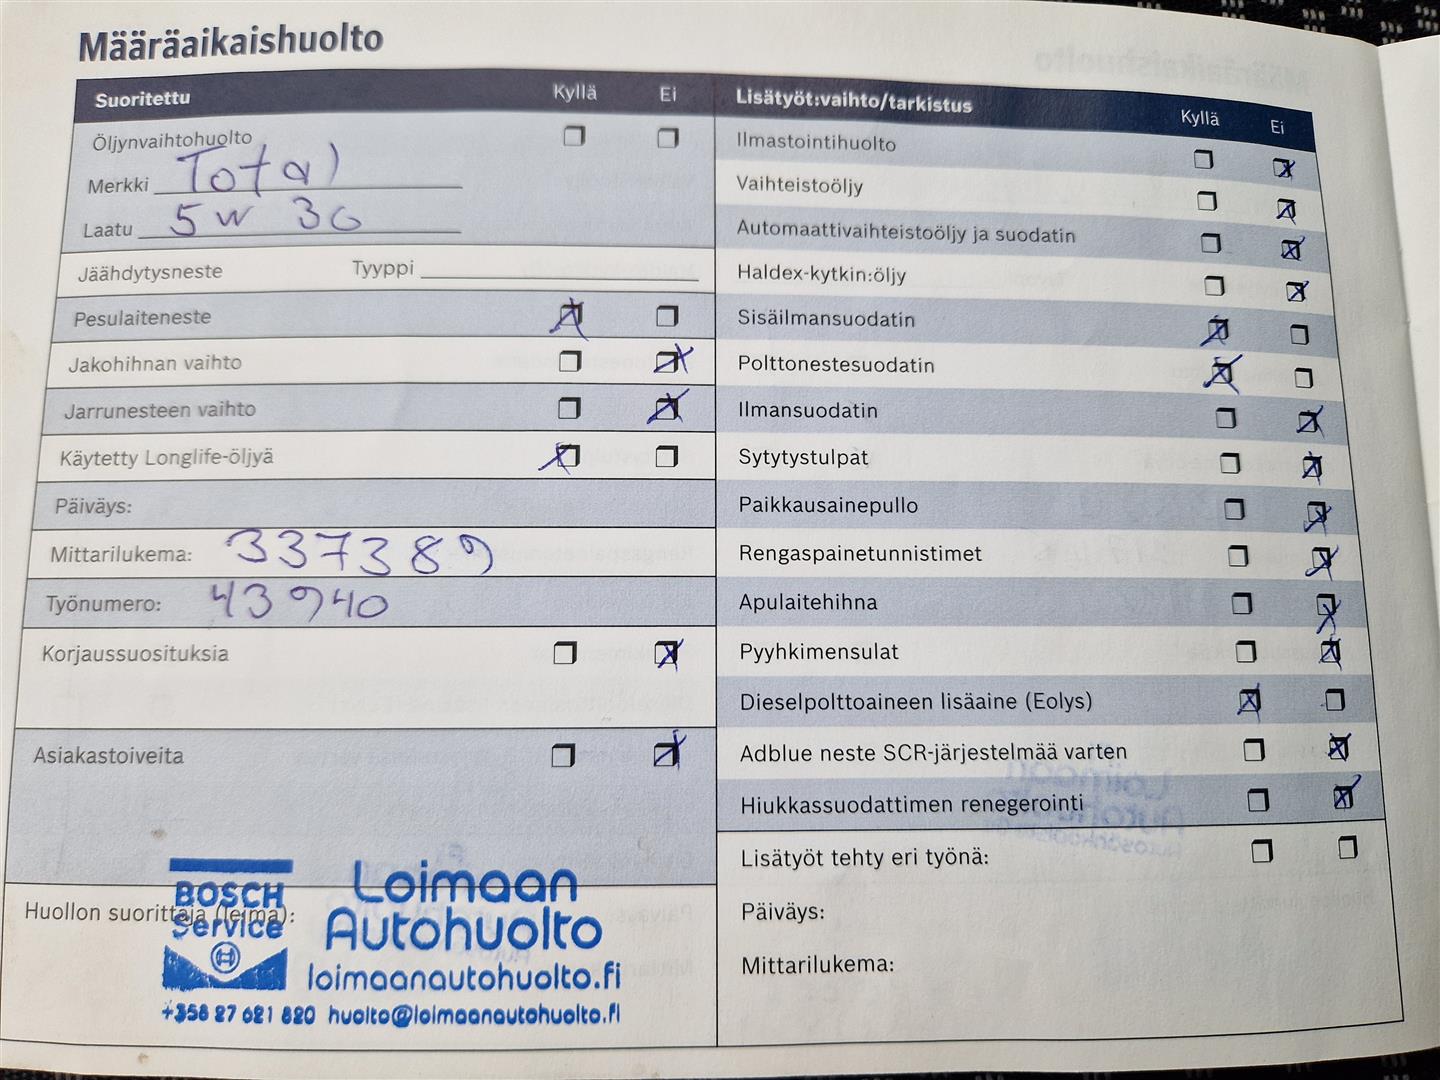 Määräaikaishuolto
Suoritettu Kyllä Ei
Öljynvaihtohuolto
Merkki Total
Laatu 5w 30
Jäähdytysneste Tyyppi
Pesulaiteneste
Jakohihnan vaihto
Jarrunesteen vaihto
Käytetty Longlife-öljyä
Päiväys:
Mittarilukema: 337389
Työnumero: 43940
Korjaussuosituksia
Asiakastoiveita
Huollon suorittaja (leima):
BOSCH
Service
Loimaan
Autohuolto
loimaanautohuolto.fi
+358 27 621 820 huolto@loimaanautohuolto.fi
Lisätyöt:vaihto/tarkistus Kyllä Ei
Ilmastointihuolto
Vaihteistoöljy
Automaattivaihteistoöljy ja suodatin
Haldex-kytkin:öljy
Sisäilmansuodatin
Polttonestesuodatin
Ilmansuodatin
Sytytystulpat
Paikkausainepullo
Rengaspainetunnistimet
Apulaitehihna
Pyyhkimensulat
Dieselpolttoaineen lisäaine (Eolys)
Adblue neste SCR-järjestelmää varten
Hiukkassuodattimen renegerointi
Lisätyöt tehty eri työnä:
Päiväys:
Mittarilukema: